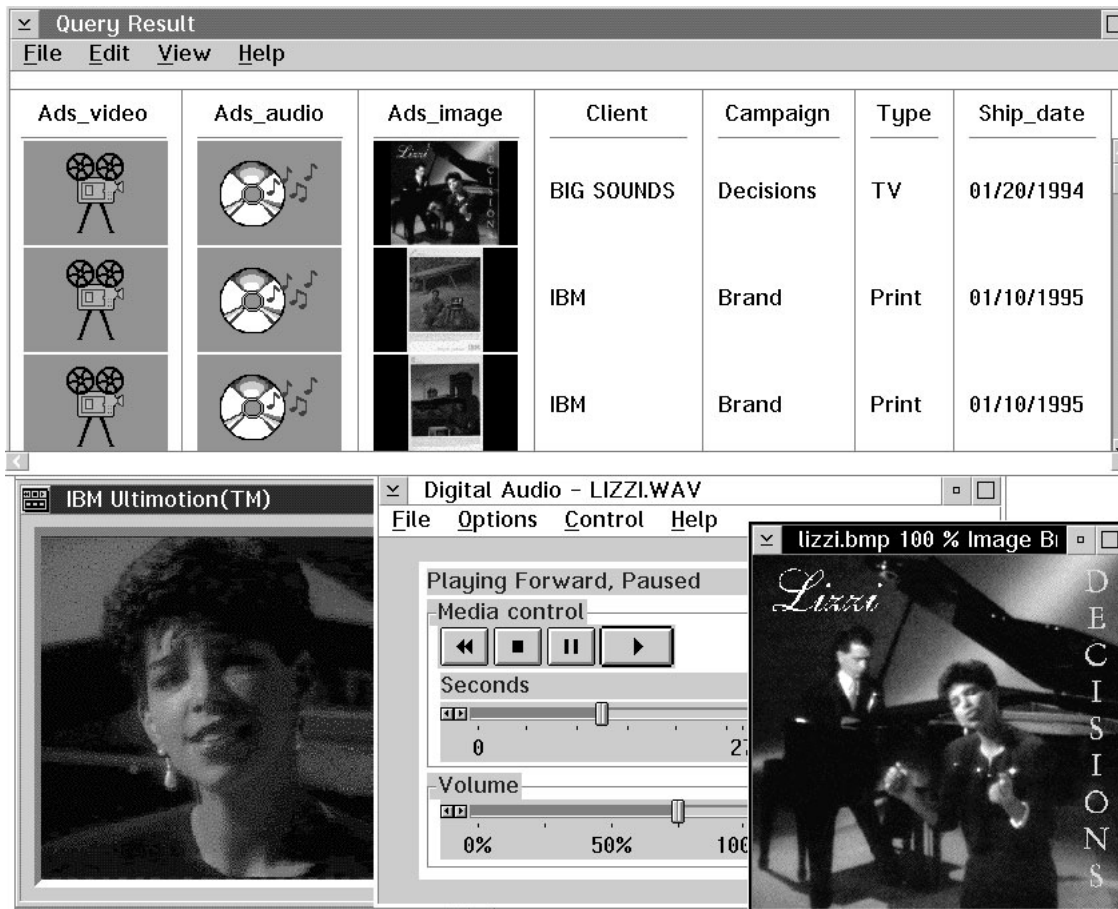 Query Result
File Edit View Help
Ads_video Ads_audio Ads_image Client Campaign Type Ship_date
Lizzi DECISIONS BIG SOUNDS Decisions TV 01/20/1994
IBM IBM Brand Print 01/10/1995
IBM Brand Print 01/10/1995
IBM Ultimotion(TM)
Digital Audio - LIZZI.WAV
File Options Control Help
lizzi.bmp 100 % Image
Playing Forward, Paused
Media control
Seconds
0
Volume
0% 50%
Lizzi
DECISIONS